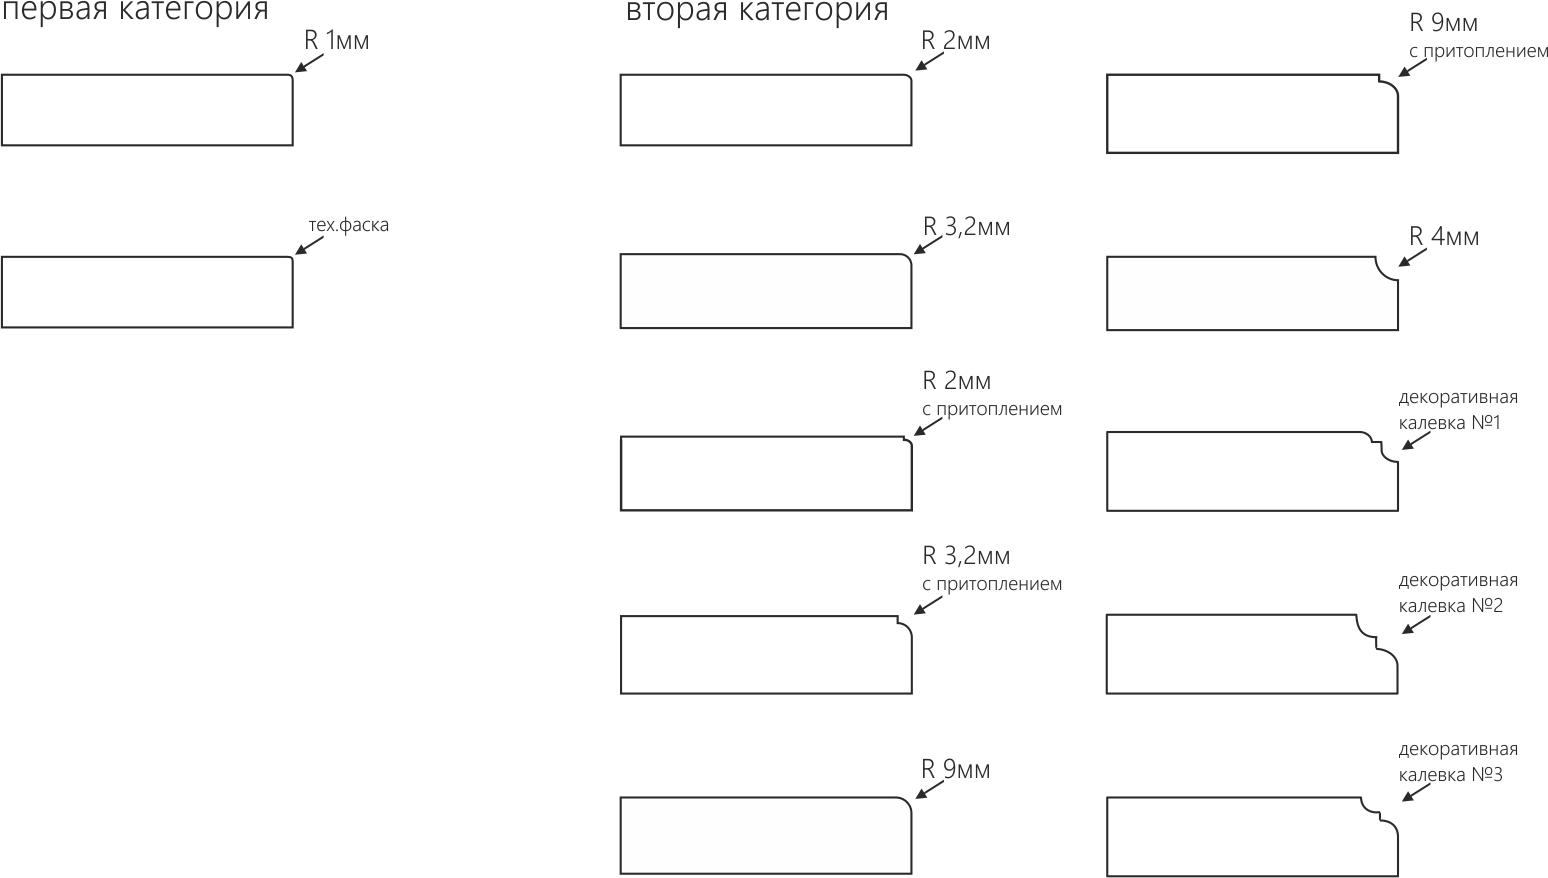 первая категория
R 1мм
тех.фаска
вторая категория
R 2мм
R 3,2мм
R 2мм
с притоплением
R 3,2мм
с притоплением
R 9мм
R 9мм
с притоплением
R 4мм
декоративная
калевка №1
декоративная
калевка №2
декоративная
калевка №3